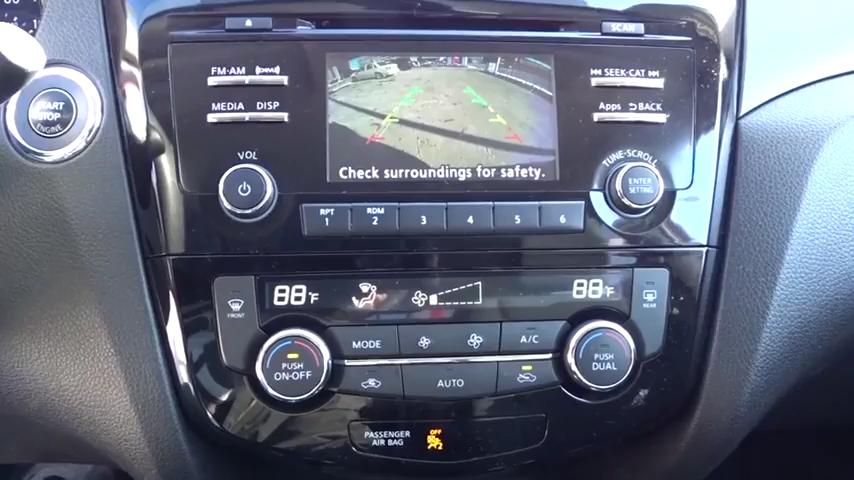 SCAN
FM·AM
SEEK·CAT
MEDIA DISP
Apps BACK
START
STOP
ENGINE
Check surroundings for safety.
VOL
TUNE·SCROLL
ENTER
SETTING
RPT
1
RDM
2
3
4
5
6
88°F
88°F
FRONT
REAR
MODE
A/C
PUSH
ON·OFF
AUTO
PUSH
DUAL
PASSENGER
AIR BAG
OFF
2